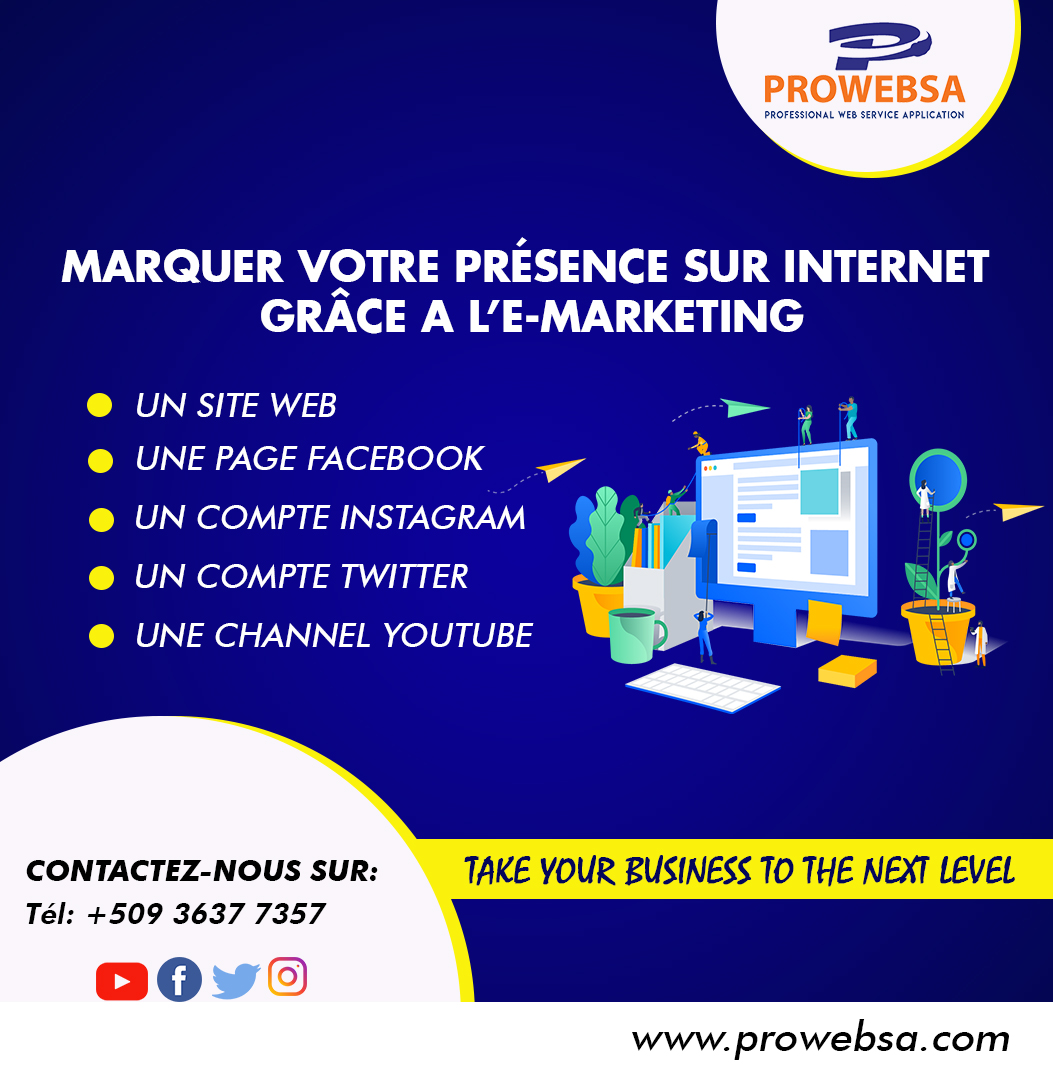 PROWEBSA
PROFESSIONAL WEB SERVICE APPLICATION
MARQUER VOTRE PRÉSENCE SUR INTERNET
GRÂCE A L'E-MARKETING
UN SITE WEB
UNE PAGE FACEBOOK
UN COMPTE INSTAGRAM
UN COMPTE TWITTER
UNE CHANNEL YOUTUBE
CONTACTEZ-NOUS SUR:
Tél: +509 3637 7357
TAKE YOUR BUSINESS TO THE NEXT LEVEL
www.prowebsa.com